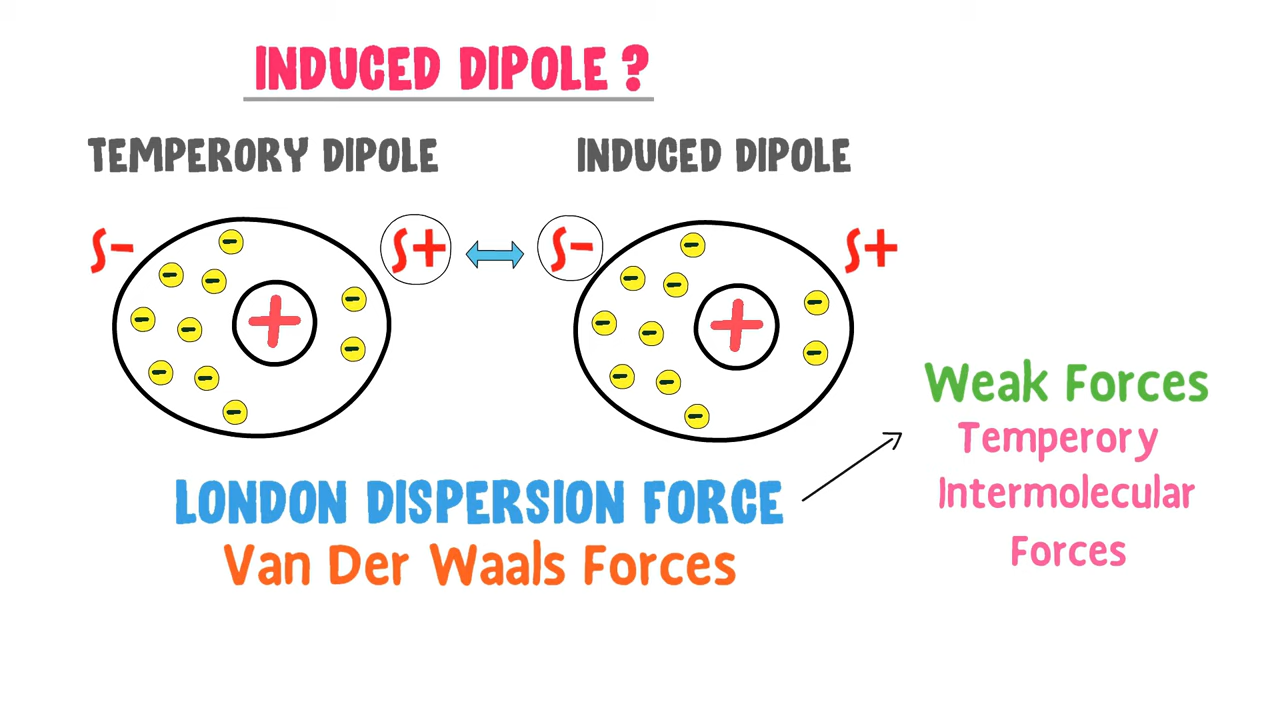 INDUCED DIPOLE ?
TEMPERORY DIPOLE
INDUCED DIPOLE
S- S+ S- S+
+ +
LONDON DISPERSION FORCE
Van Der Waals Forces
Weak Forces
Temperory
Intermolecular
Forces